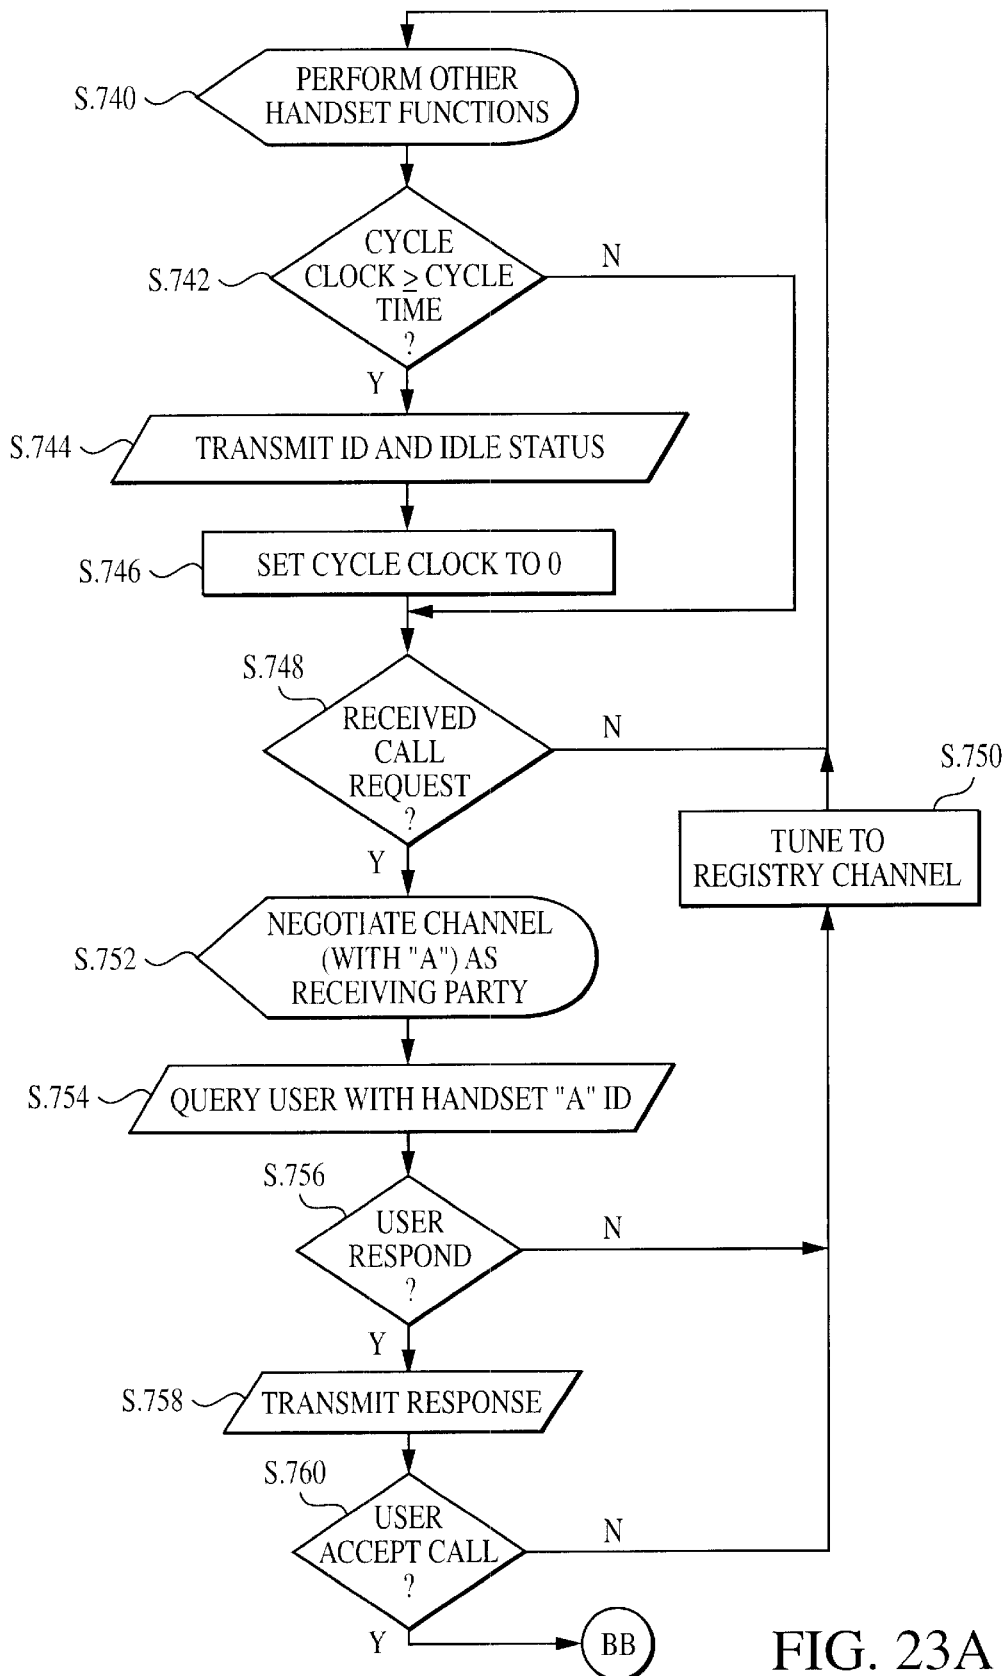 S.740
PERFORM OTHER
HANDSET FUNCTIONS
S.742
CYCLE
CLOCK ≥ CYCLE
TIME
?
N
Y
S.744
TRANSMIT ID AND IDLE STATUS
S.746
SET CYCLE CLOCK TO 0
S.748
RECEIVED
CALL
REQUEST
?
N
Y
S.750
TUNE TO
REGISTRY CHANNEL
S.752
NEGOTIATE CHANNEL
(WITH "A") AS
RECEIVING PARTY
S.754
QUERY USER WITH HANDSET "A" ID
S.756
USER
RESPOND
?
N
Y
S.758
TRANSMIT RESPONSE
S.760
USER
ACCEPT CALL
?
N
Y
BB
FIG. 23A